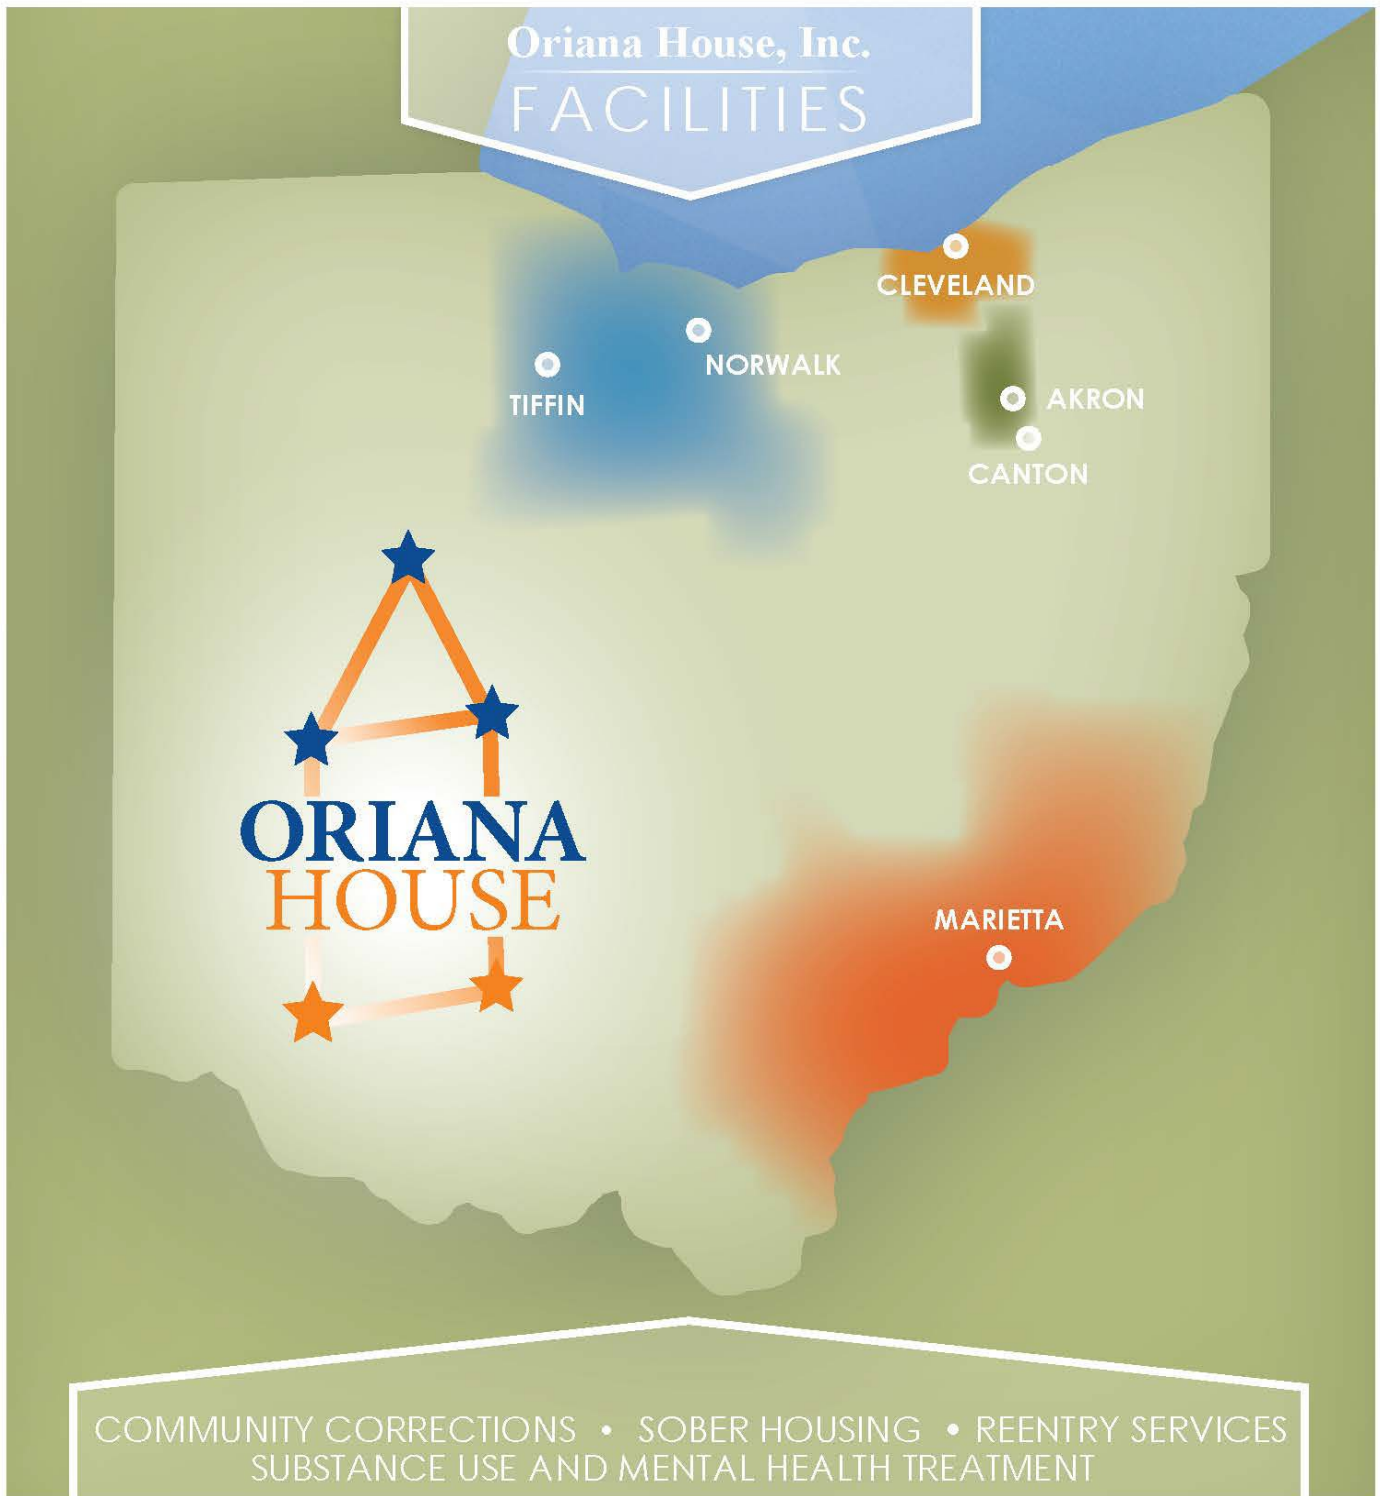 Oriana House, Inc.
FACILITIES
CLEVELAND
NORWALK
TIFFIN
AKRON
CANTON
ORIANA
HOUSE
MARIETTA
COMMUNITY CORRECTIONS • SOBER HOUSING • REENTRY SERVICES
SUBSTANCE USE AND MENTAL HEALTH TREATMENT